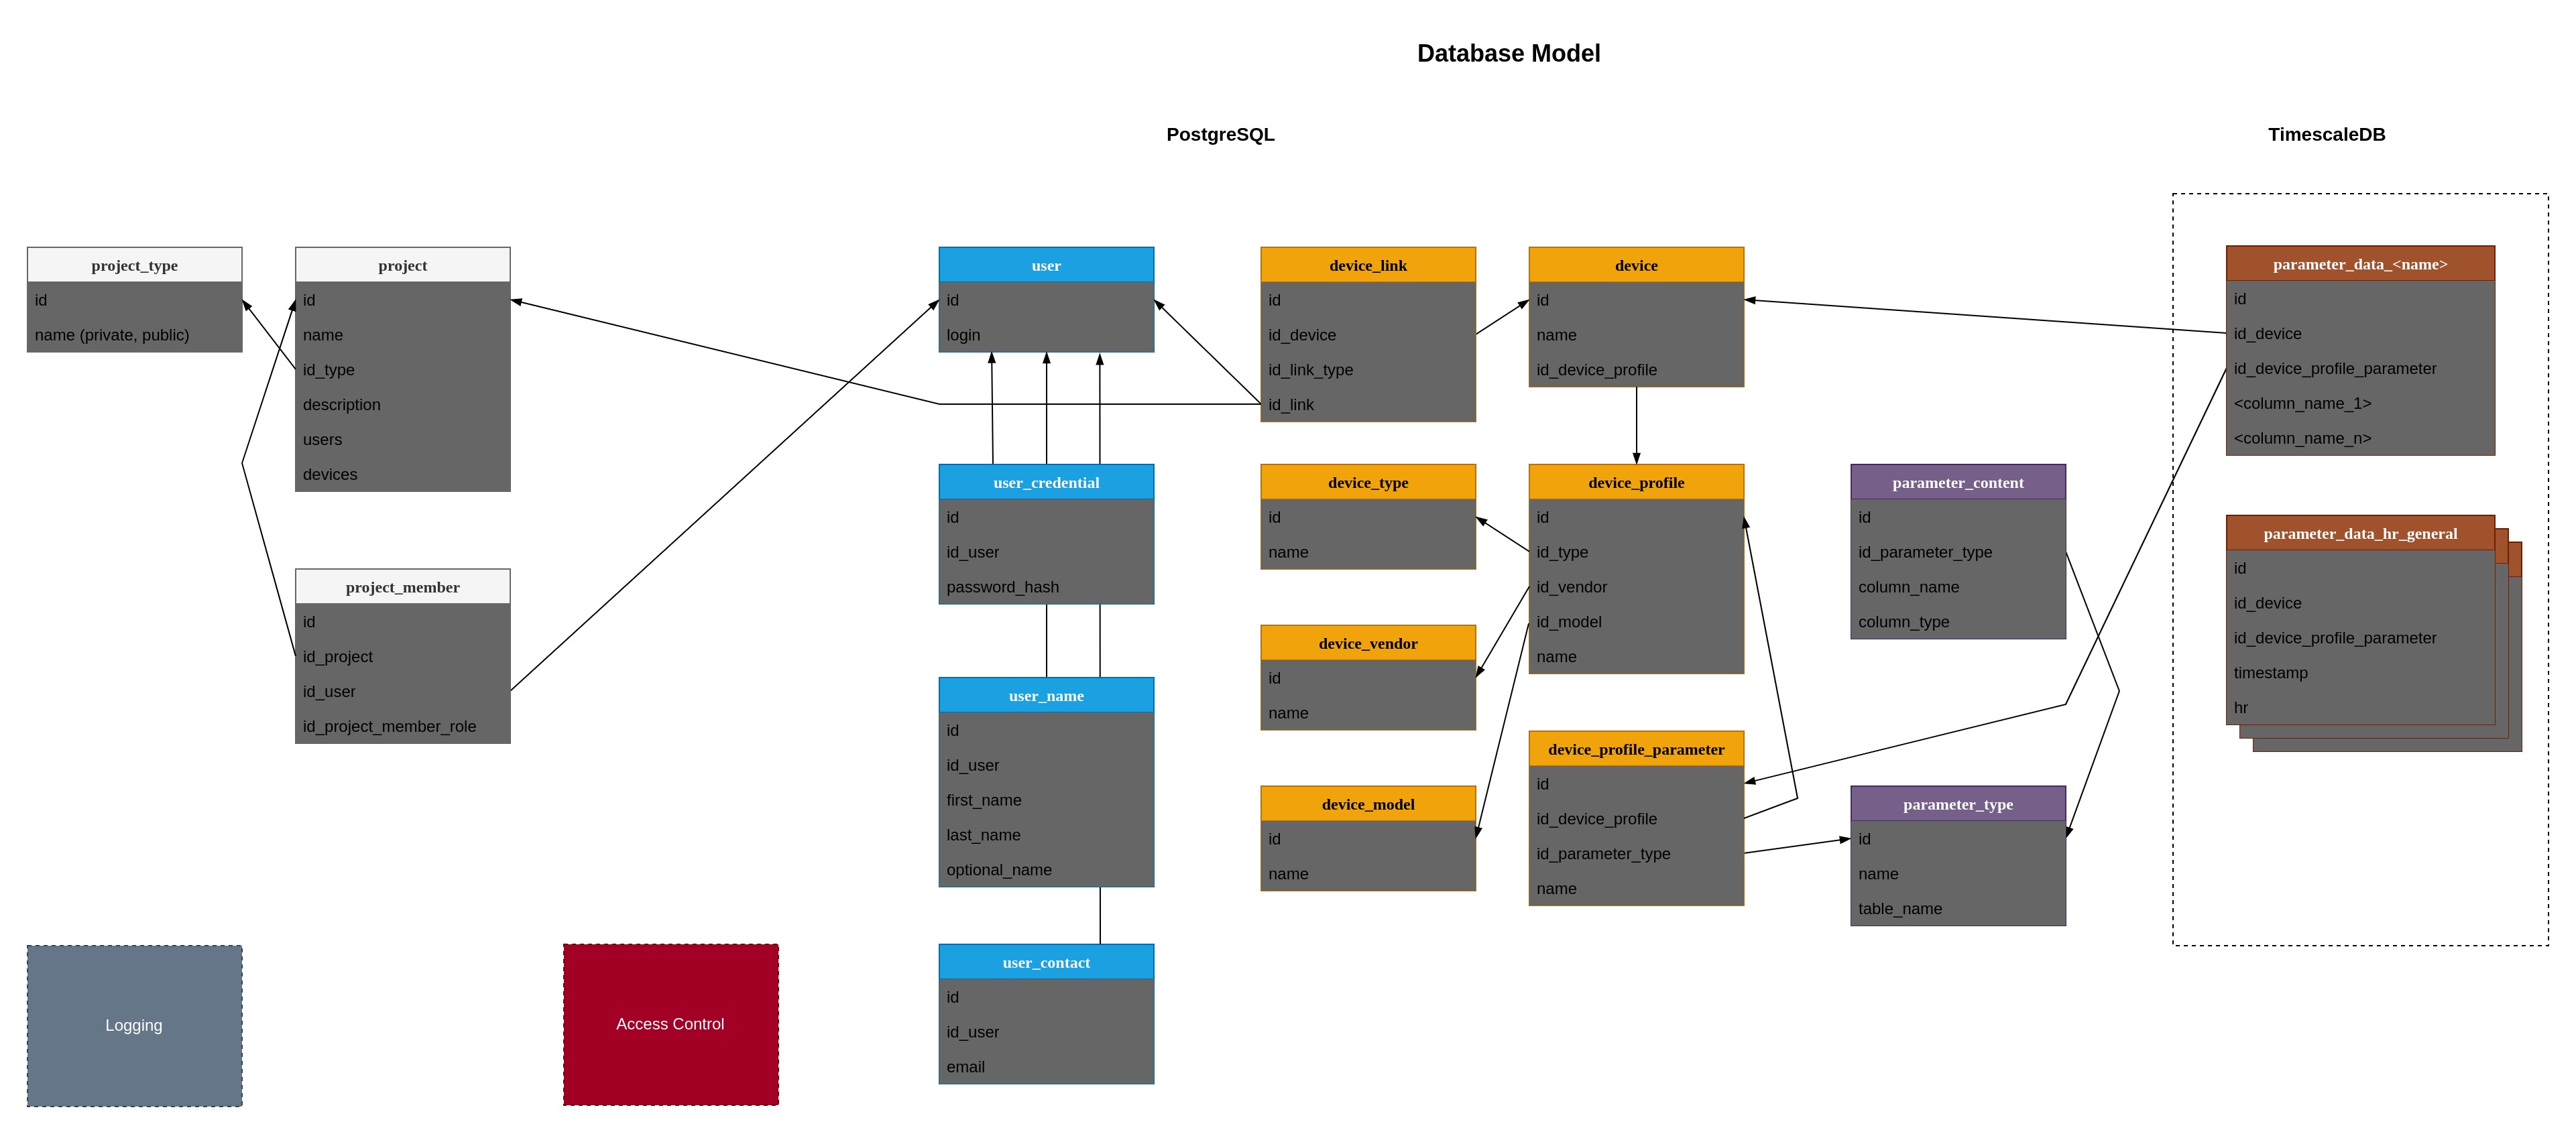 Database Model
PostgreSQL
TimescaleDB
project_type
id
name (private, public)
project
id
name
id_type
description
users
devices
project_member
id
id_project
id_user
id_project_member_role
user
id
login
user_credential
id
id_user
password_hash
user_name
id
id_user
first_name
last_name
optional_name
user_contact
id
id_user
email
device_link
id
id_device
id_link_type
id_link
device_type
id
name
device_vendor
id
name
device_model
id
name
device
id
name
id_device_profile
device_profile
id
id_type
id_vendor
id_model
name
device_profile_parameter
id
id_device_profile
id_parameter_type
name
parameter_content
id
id_parameter_type
column_name
column_type
parameter_type
id
name
table_name
parameter_data_<name>
id
id_device
id_device_profile_parameter
<column_name_1>
<column_name_n>
parameter_data_hr_general
id
id_device
id_device_profile_parameter
timestamp
hr
Logging
Access Control